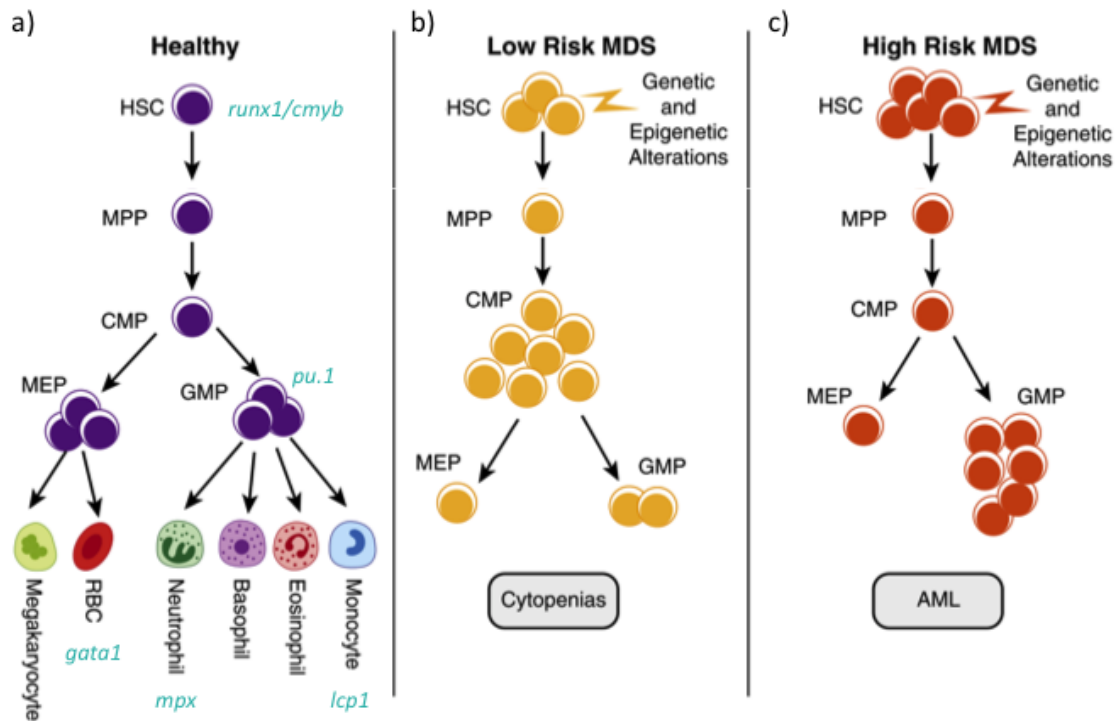 a)
Healthy
HSC
runx1/cmyb
MPP
CMP
MEP
GMP
pu.1
Megakaryocyte
RBC
Neutrophil
Basophil
Eosinophil
Monocyte
gata1
mpx
lcp1
b)
Low Risk MDS
HSC
Genetic
and
Epigenetic
Alterations
MPP
CMP
MEP
GMP
Cytopenias
c)
High Risk MDS
HSC
Genetic
and
Epigenetic
Alterations
MPP
CMP
MEP
GMP
AML